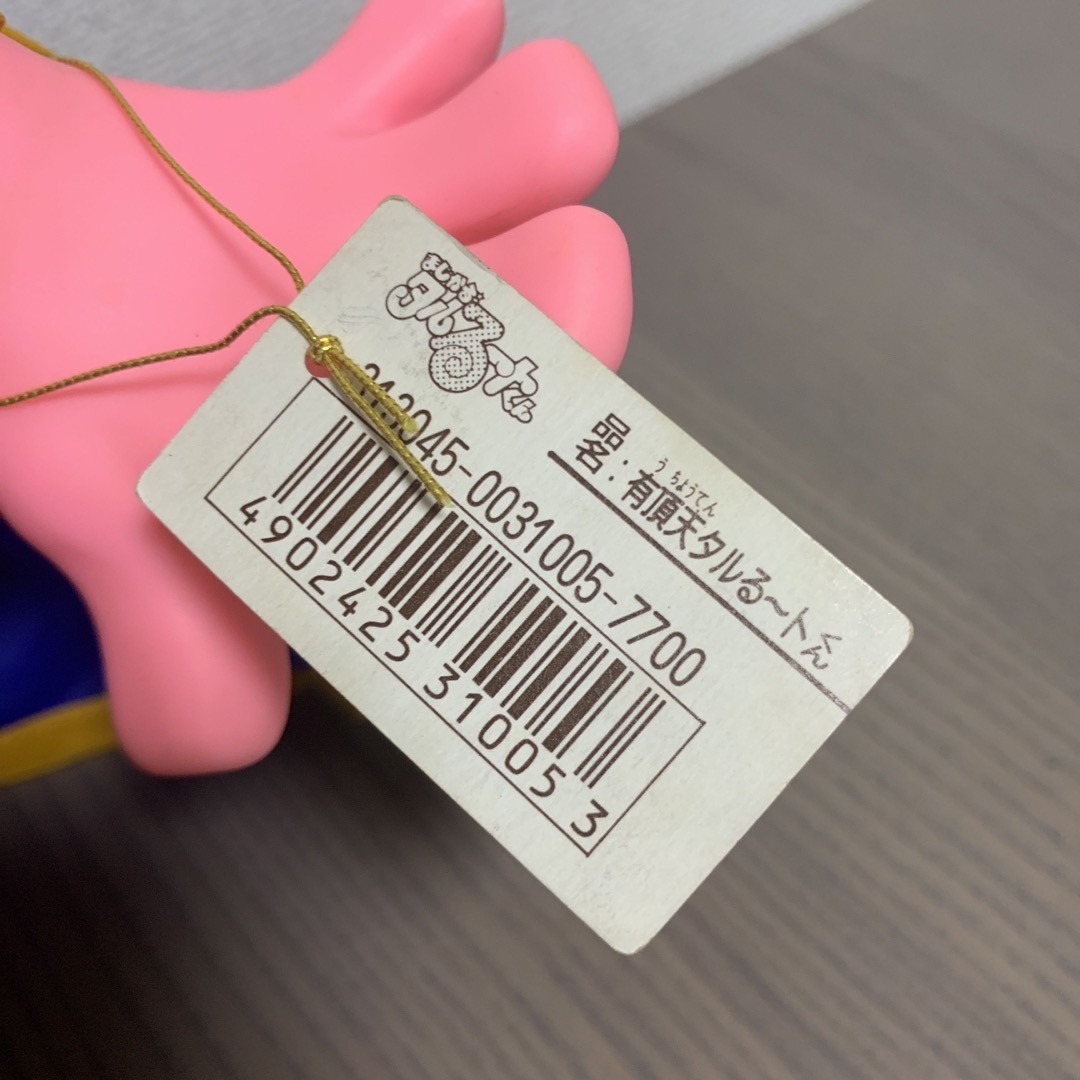 まじかる
タルるートくん
品名:有頂天タルる〜トくん
うちょうてん
313045-0031005-7700
4902425310053